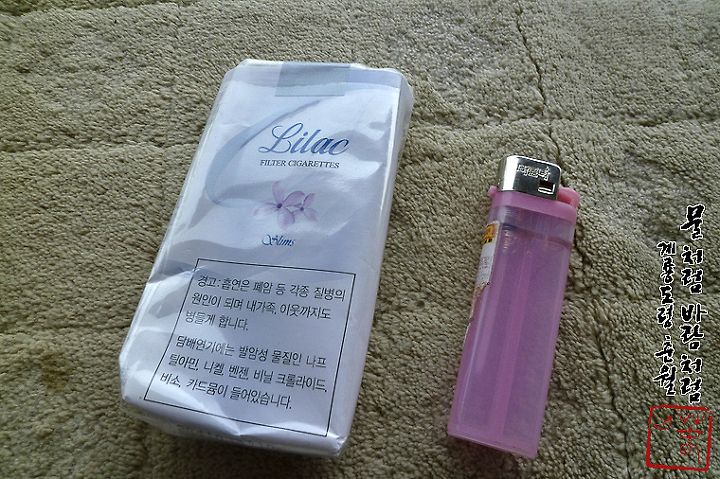 Lilac
FILTER CIGARETTES
Slims
경고: 흡연은 폐암 등 각종 질병의
원인이 되며 내가족, 이웃까지도
병들게 합니다.
담배연기에는 발암성 물질인 나프
틸아민, 니켈, 벤젠, 비닐 크롤라이드,
비소, 카드뮴이 들어있습니다.
물처럼 바람처럼
계룡도령 춘월